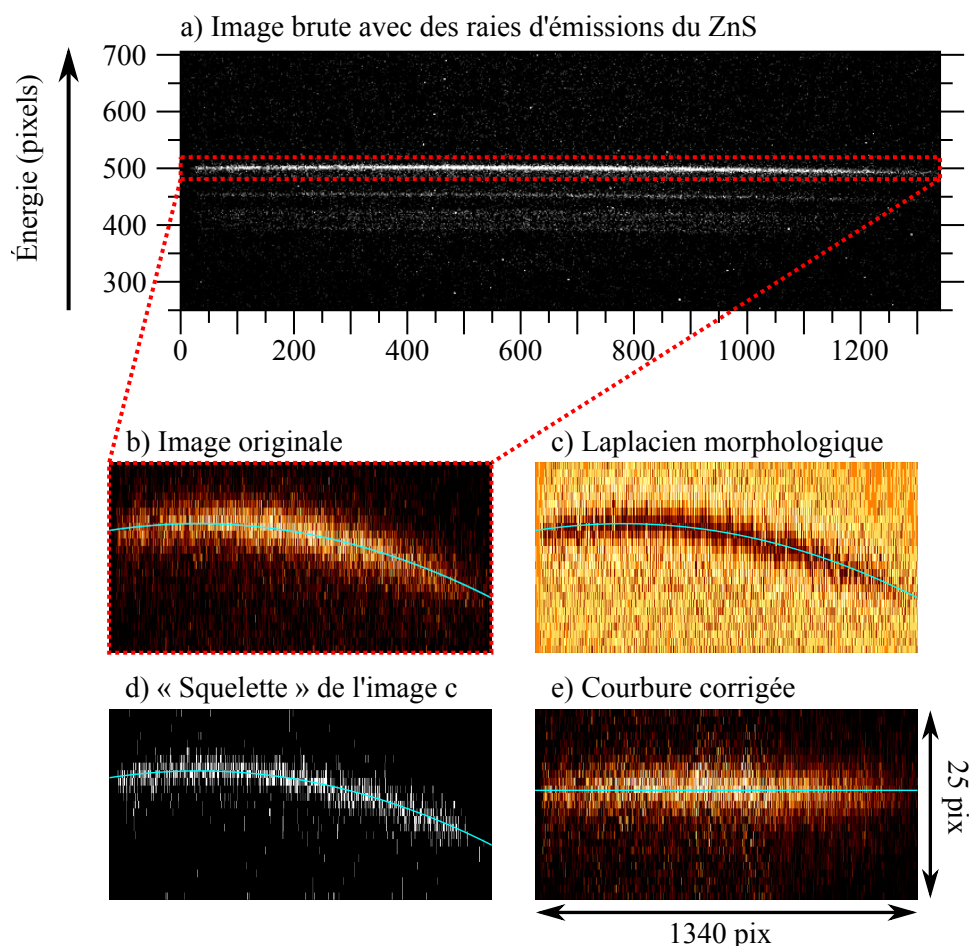 a) Image brute avec des raies d'émissions du ZnS
Énergie (pixels)
700
600
500
400
300
0 200 400 600 800 1000 1200
b) Image originale
c) Laplacien morphologique
d) « Squelette » de l'image c
e) Courbure corrigée
25 pix
1340 pix